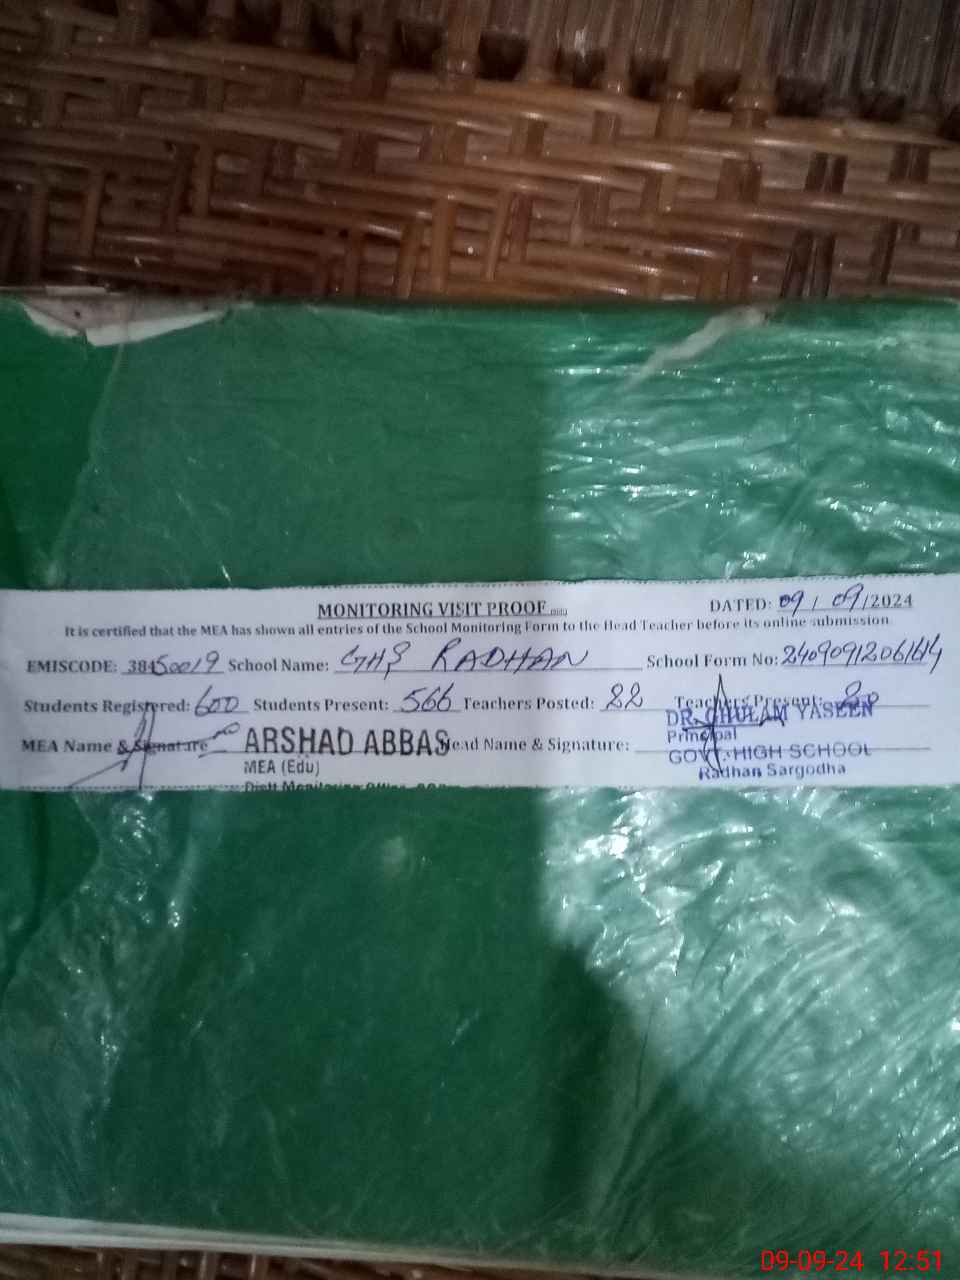 MONITORING VISIT PROOF
DATED: 09/09/2024
It is certified that the MEA has shown all entries of the School Monitoring Form to the Head Teacher before its online submission
EMISCODE: 38450019 School Name: GHS RADHAN School Form No:
Students Registered: 600 Students Present: 566 Teachers Posted: 22 Teachers Present: 20
MEA Name & Signature ARSHAD ABBAS Head Name & Signature:
MEA (Edu)
Distt Monitoring
DR. GHULAM YASEEN
Principal
GOVT. HIGH SCHOOL
Radhan Sargodha
09-09-24 12:51